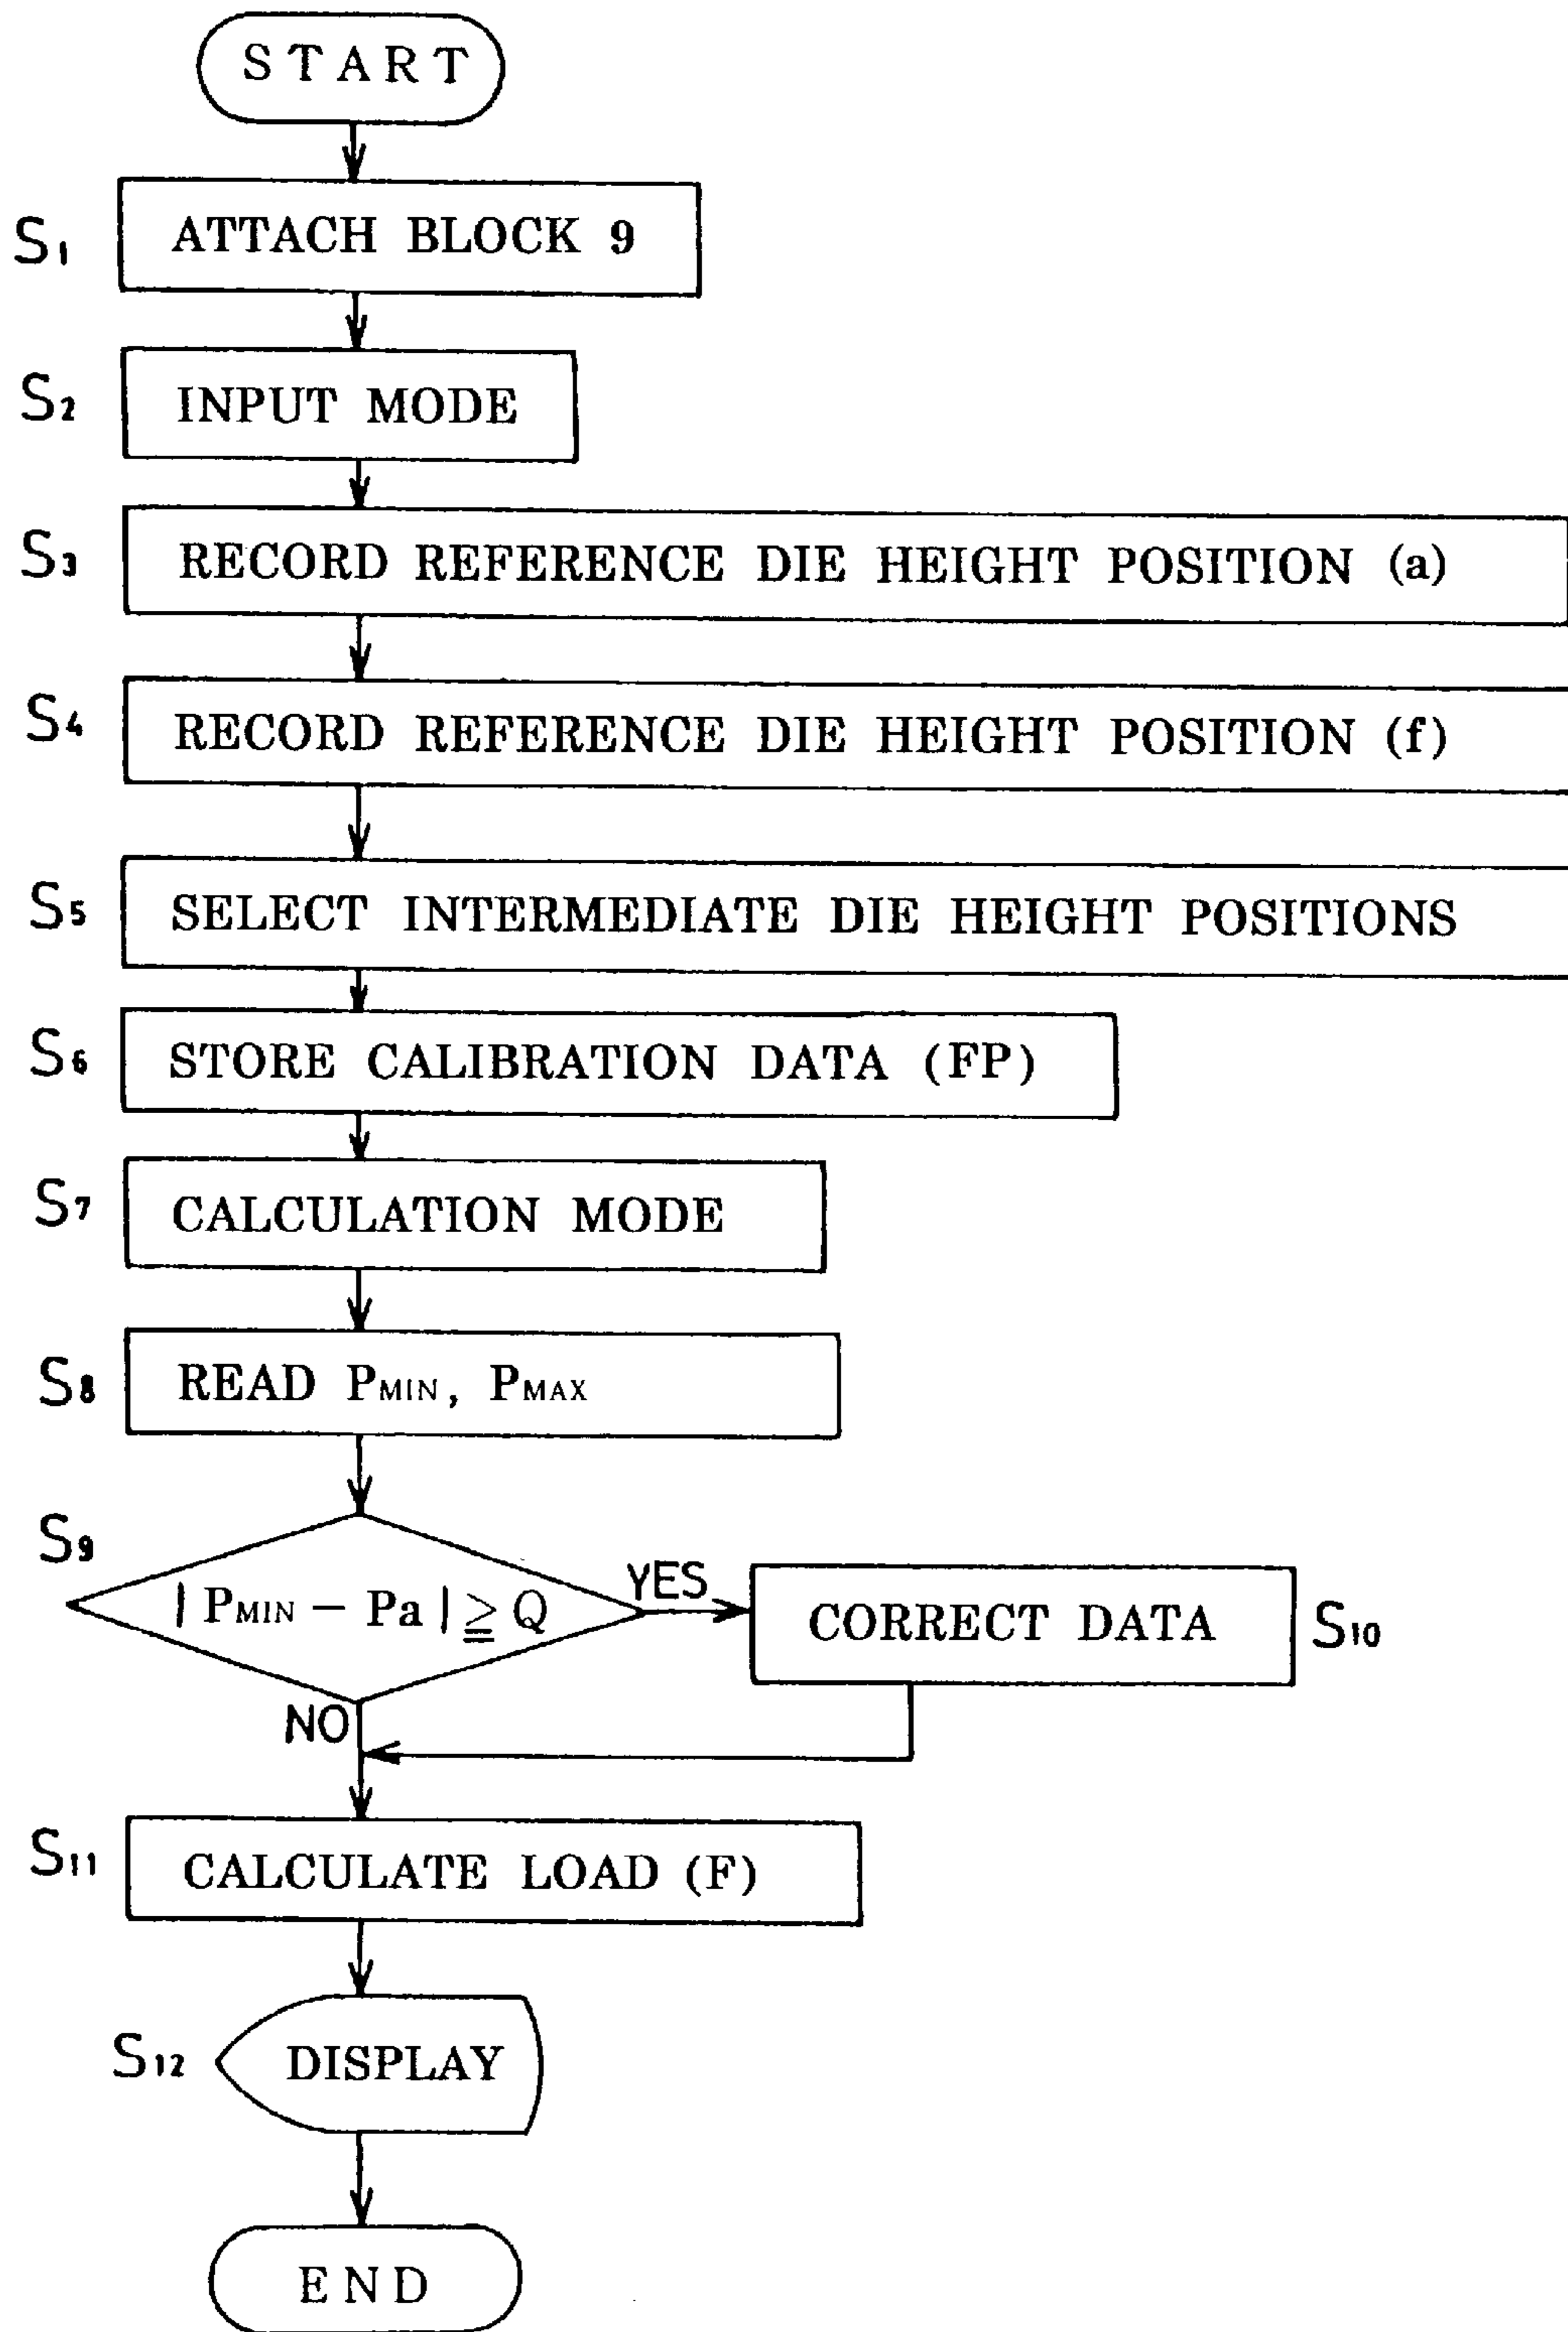 START
S1 ATTACH BLOCK 9
S2 INPUT MODE
S3 RECORD REFERENCE DIE HEIGHT POSITION (a)
S4 RECORD REFERENCE DIE HEIGHT POSITION (f)
S5 SELECT INTERMEDIATE DIE HEIGHT POSITIONS
S6 STORE CALIBRATION DATA (FP)
S7 CALCULATION MODE
S8 READ PMIN, PMAX
S9
| PMIN − Pa | ≧ Q
YES
CORRECT DATA S10
NO
S11 CALCULATE LOAD (F)
S12 DISPLAY
END